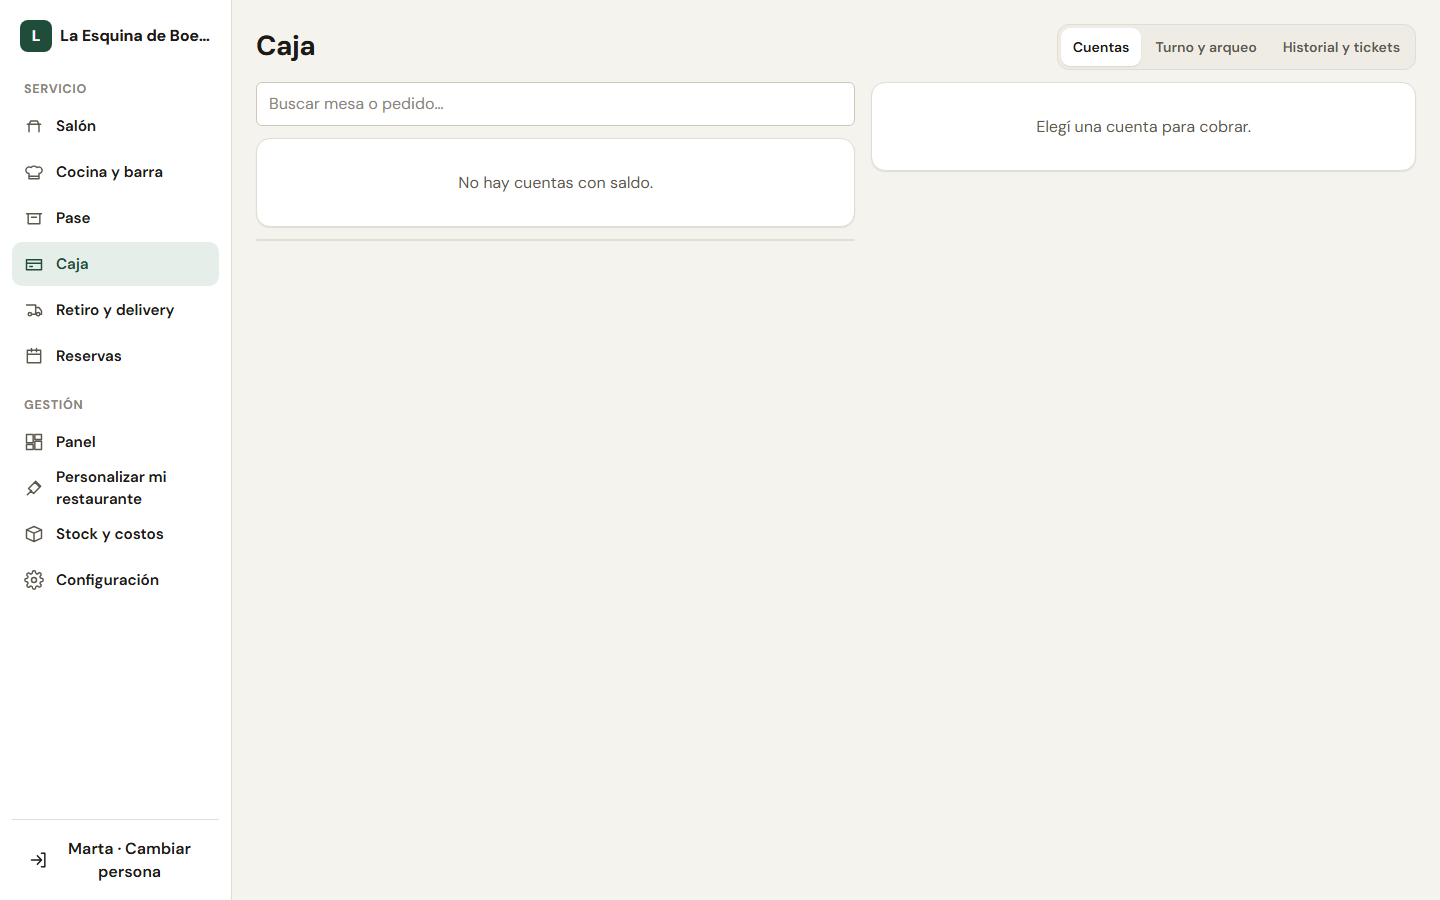 L
La Esquina de Boe...
SERVICIO
Salón
Cocina y barra
Pase
Caja
Retiro y delivery
Reservas
GESTIÓN
Panel
Personalizar mi
restaurante
Stock y costos
Configuración
Marta · Cambiar
persona
Caja
Cuentas
Turno y arqueo
Historial y tickets
Buscar mesa o pedido...
No hay cuentas con saldo.
Elegí una cuenta para cobrar.